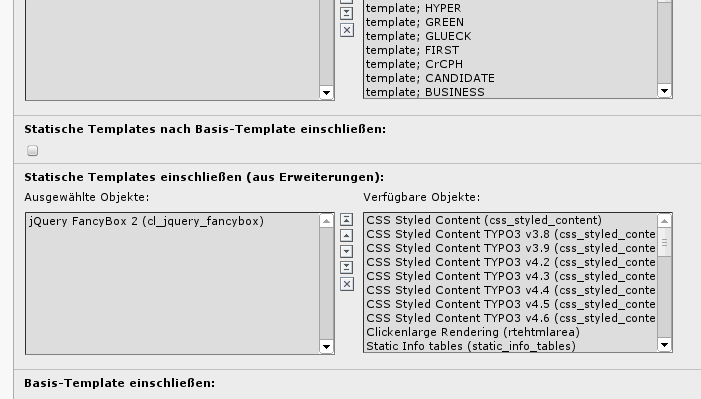 template; HYPER
template; GREEN
template; GLUECK
template; FIRST
template; CrCPH
template; CANDIDATE
template; BUSINESS
Statische Templates nach Basis-Template einschließen:
Statische Templates einschließen (aus Erweiterungen):
Ausgewählte Objekte:
Verfügbare Objekte:
jQuery FancyBox 2 (cl_jquery_fancybox)
CSS Styled Content (css_styled_content)
CSS Styled Content TYPO3 v3.8 (css_styled_conte
CSS Styled Content TYPO3 v3.9 (css_styled_conte
CSS Styled Content TYPO3 v4.2 (css_styled_conte
CSS Styled Content TYPO3 v4.3 (css_styled_conte
CSS Styled Content TYPO3 v4.4 (css_styled_conte
CSS Styled Content TYPO3 v4.5 (css_styled_conte
CSS Styled Content TYPO3 v4.6 (css_styled_conte
Clickenlarge Rendering (rtehtmlarea)
Static Info tables (static_info_tables)
Basis-Template einschließen: